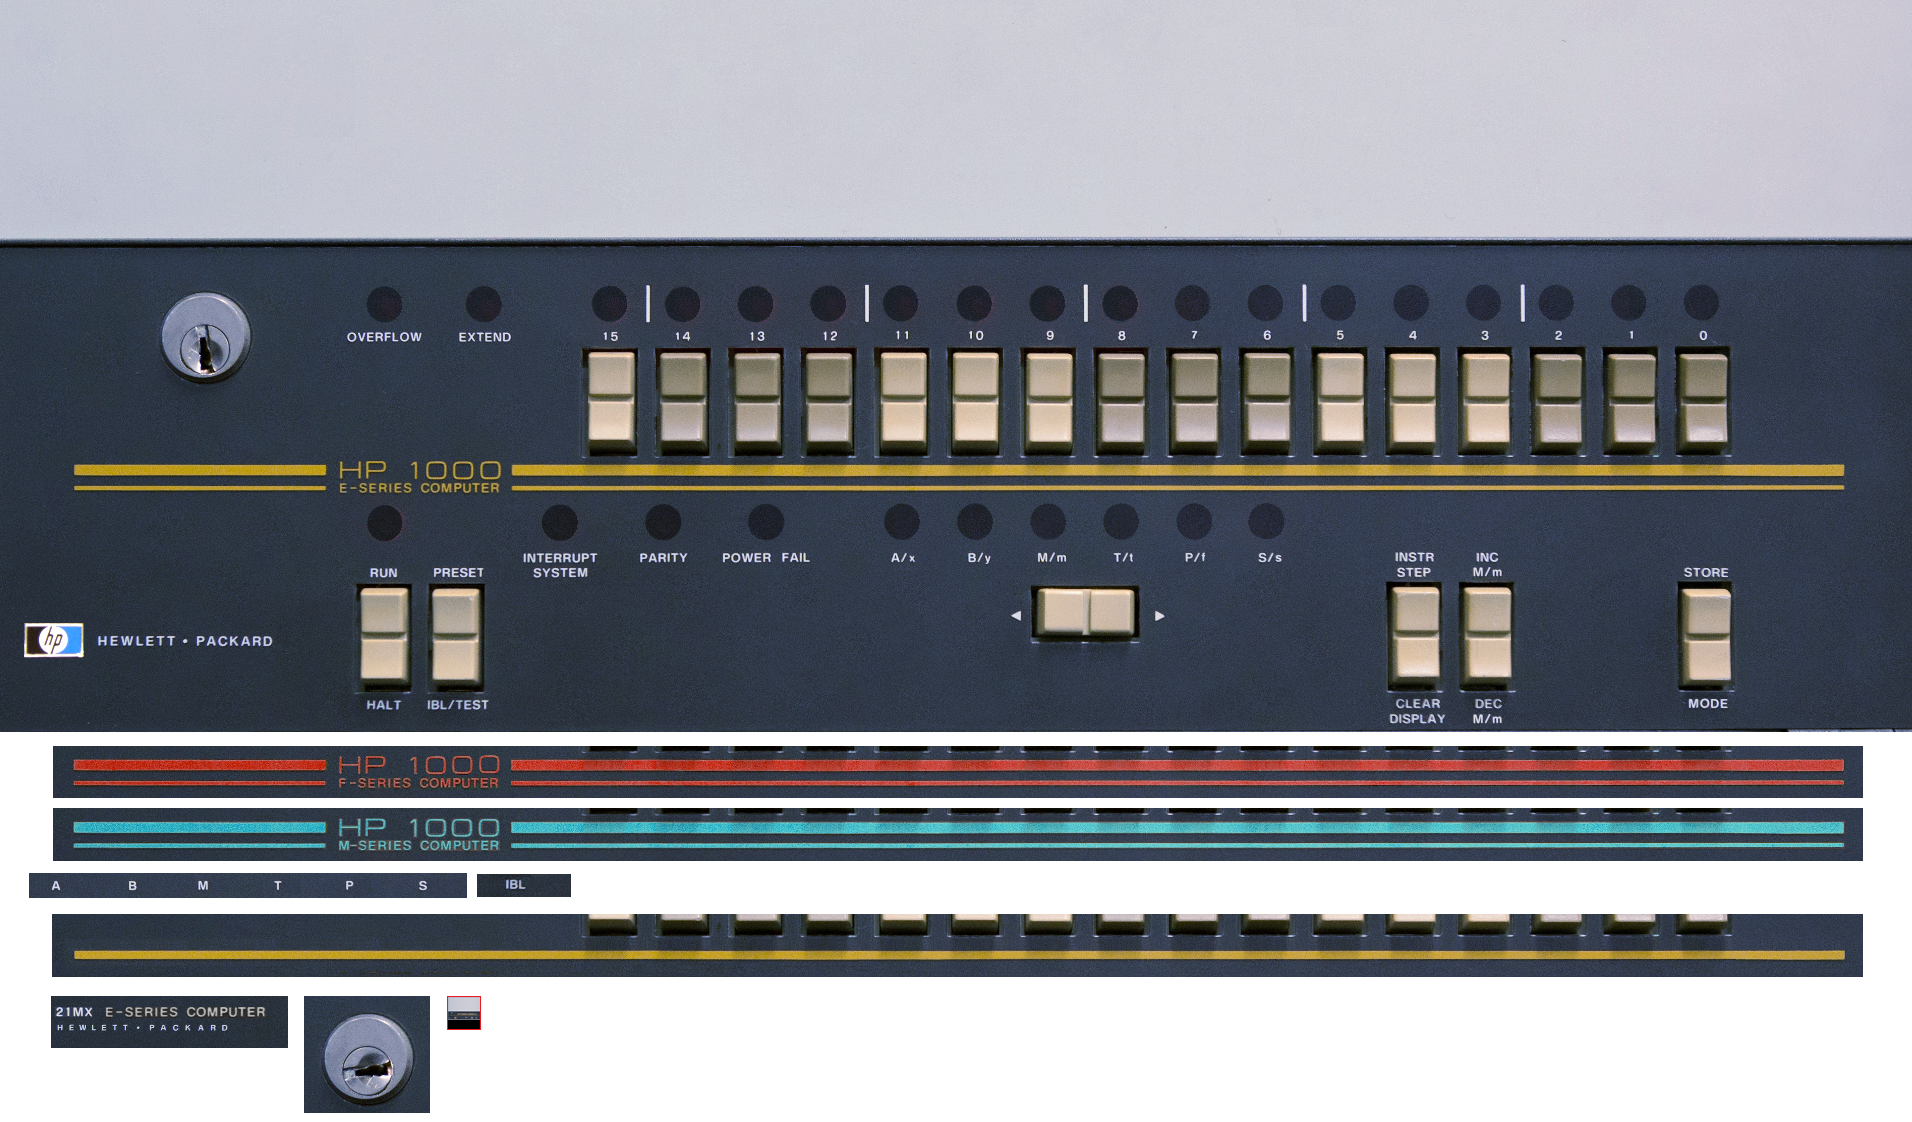 15 14 13 12 11 10 9 8 7 6 5 4 3 2 1 0
OVERFLOW EXTEND
HP 1000
E-SERIES COMPUTER
INTERRUPT SYSTEM
PARITY
POWER FAIL
A/x B/y M/m T/t P/f S/s
INSTR STEP
INC M/m
RUN PRESET
STORE
◀ ▶
hp HEWLETT • PACKARD
HALT IBL/TEST
CLEAR DISPLAY
DEC M/m
MODE
HP 1000
F-SERIES COMPUTER
HP 1000
M-SERIES COMPUTER
A B M T P S
IBL
21MX E-SERIES COMPUTER
HEWLETT • PACKARD